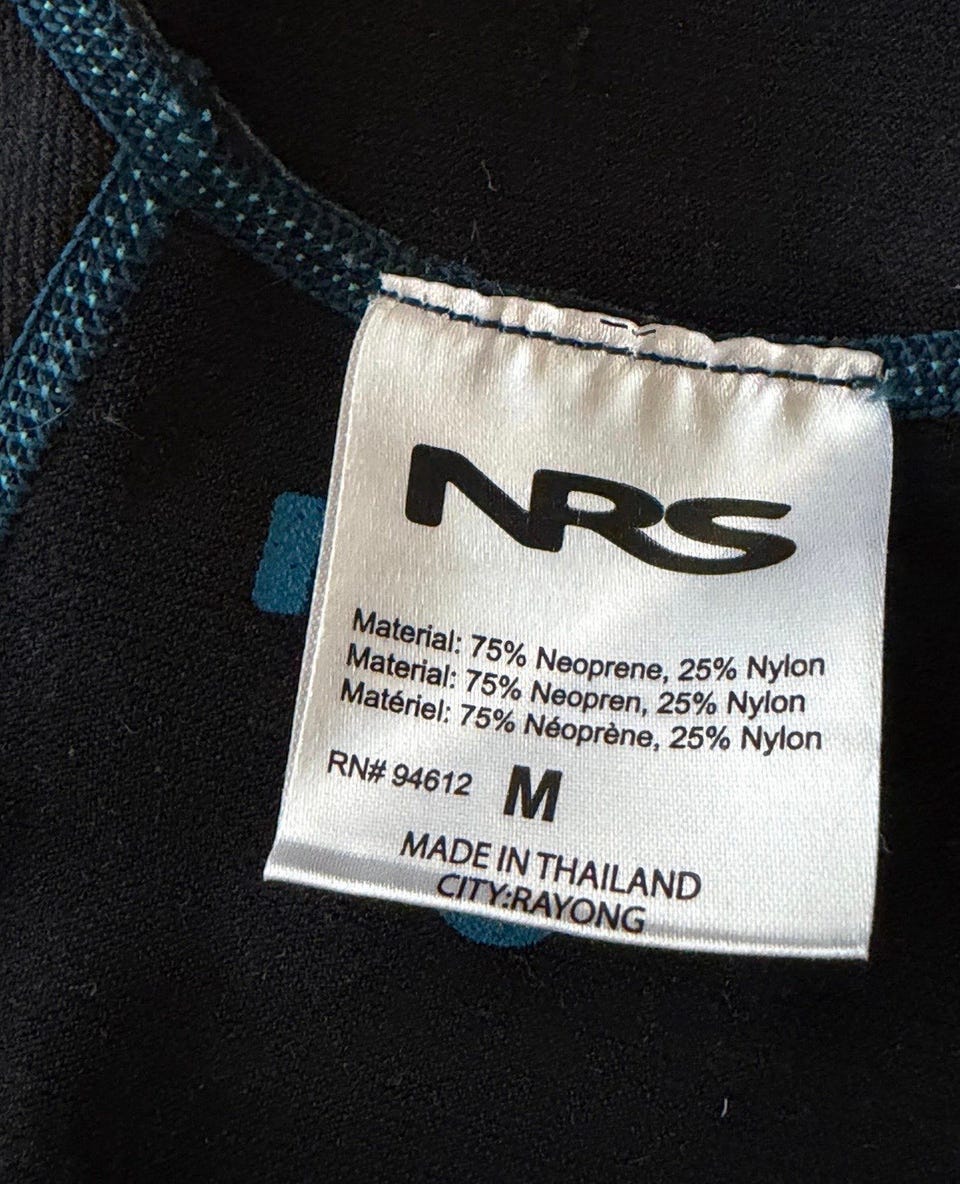 NRS
Material: 75% Neoprene, 25% Nylon
Material: 75% Neopren, 25% Nylon
Matériel: 75% Néoprène, 25% Nylon
RN# 94612 M
MADE IN THAILAND
CITY:RAYONG